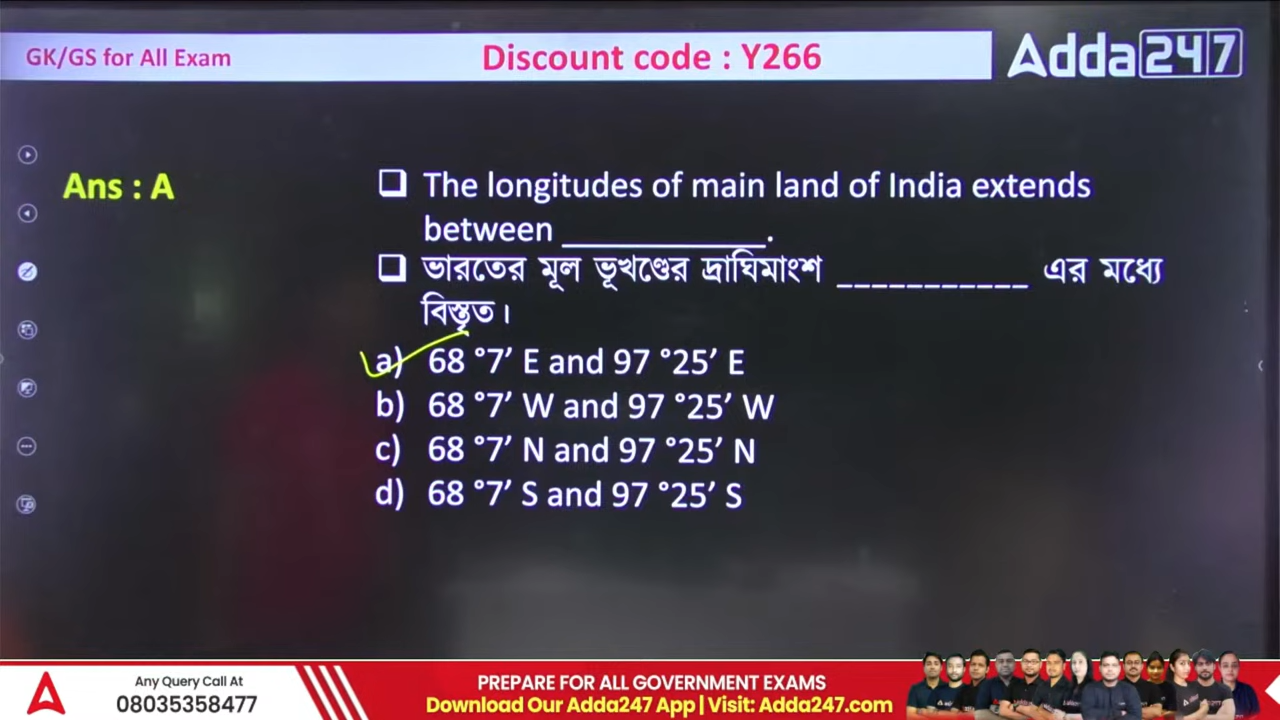 GK/GS for All Exam
Discount code : Y266
Adda247
Ans : A
❑ The longitudes of main land of India extends
between ___________.
❑ ভারতের মূল ভূখণ্ডের দ্রাঘিমাংশ ___________ এর মধ্যে
বিস্তৃত।
a) 68 °7’ E and 97 °25’ E
b) 68 °7’ W and 97 °25’ W
c) 68 °7’ N and 97 °25’ N
d) 68 °7’ S and 97 °25’ S
Any Query Call At
08035358477
PREPARE FOR ALL GOVERNMENT EXAMS
Download Our Adda247 App | Visit: Adda247.com